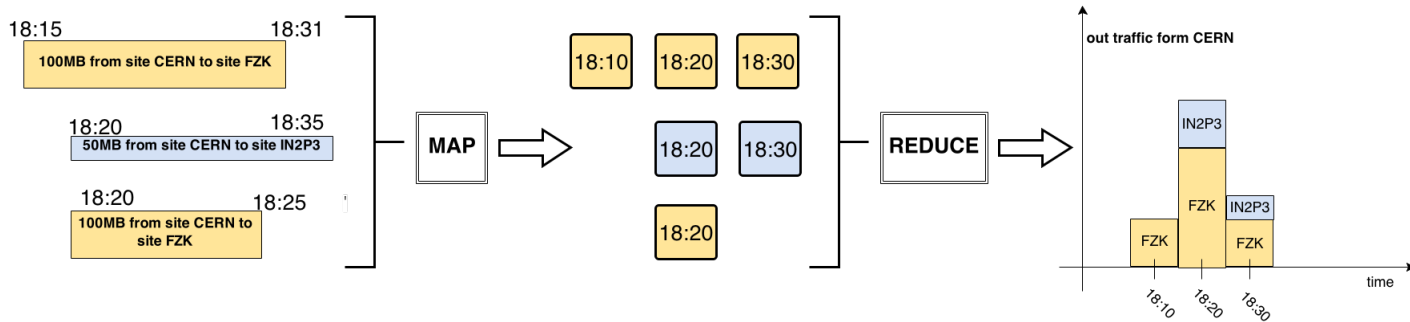 18:15 18:31
100MB from site CERN to site FZK
18:20 18:35
50MB from site CERN to site IN2P3
18:20 18:25
100MB from site CERN to
site FZK
MAP
18:10 18:20 18:30
18:20 18:30
18:20
REDUCE
out traffic form CERN
IN2P3
FZK
IN2P3
FZK
FZK
time
18:10 18:20 18:30